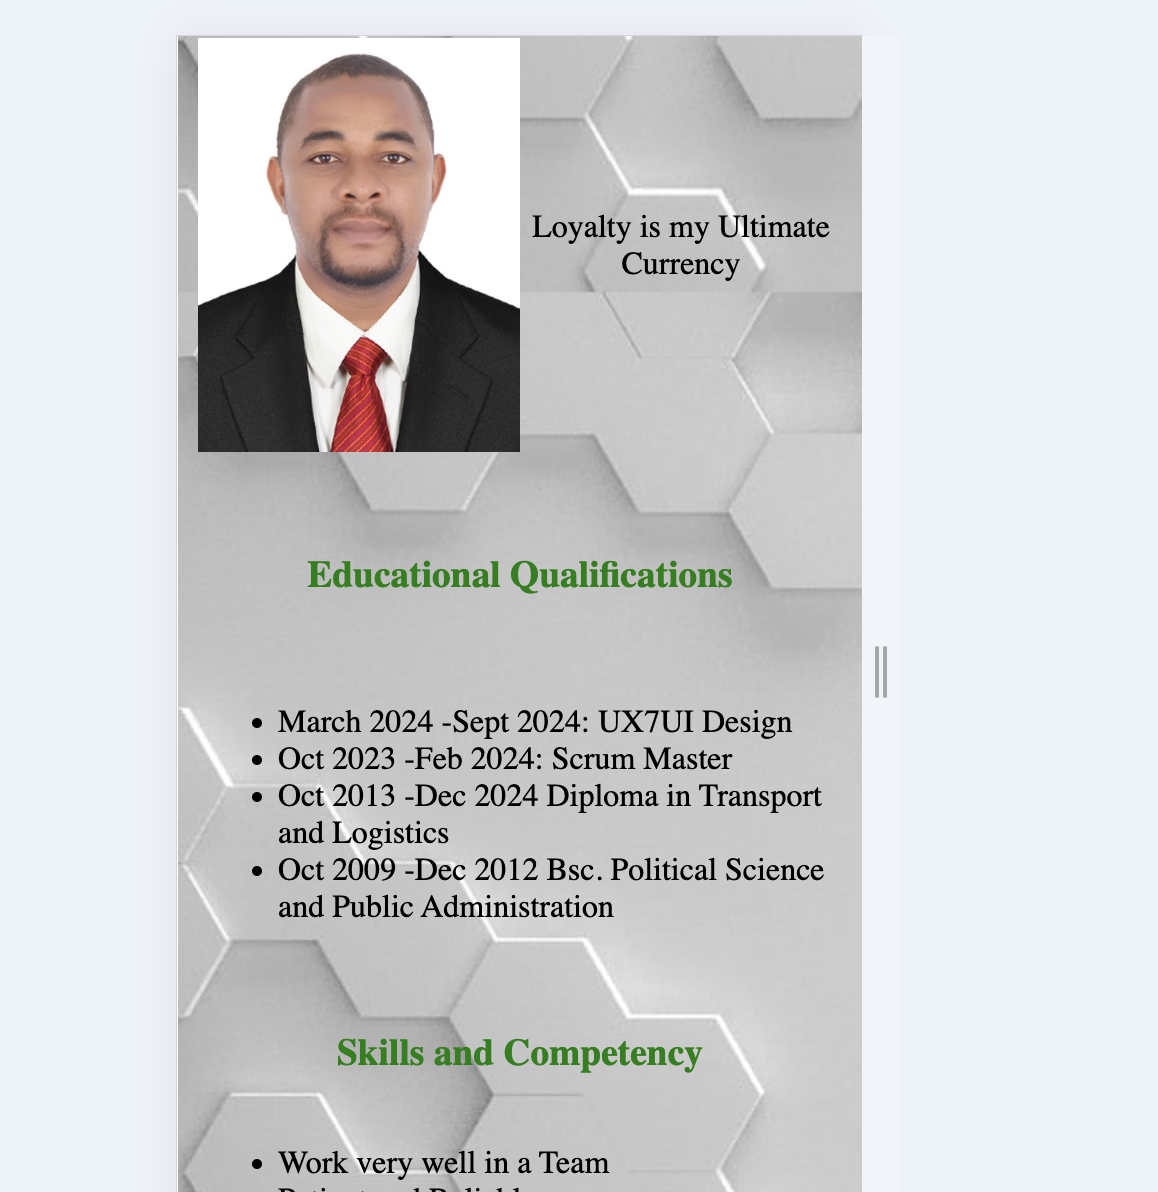 Loyalty is my Ultimate
Currency
Educational Qualifications
March 2024 -Sept 2024: UX7UI Design
Oct 2023 -Feb 2024: Scrum Master
Oct 2013 -Dec 2024 Diploma in Transport
and Logistics
Oct 2009 -Dec 2012 Bsc. Political Science
and Public Administration
Skills and Competency
Work very well in a Team